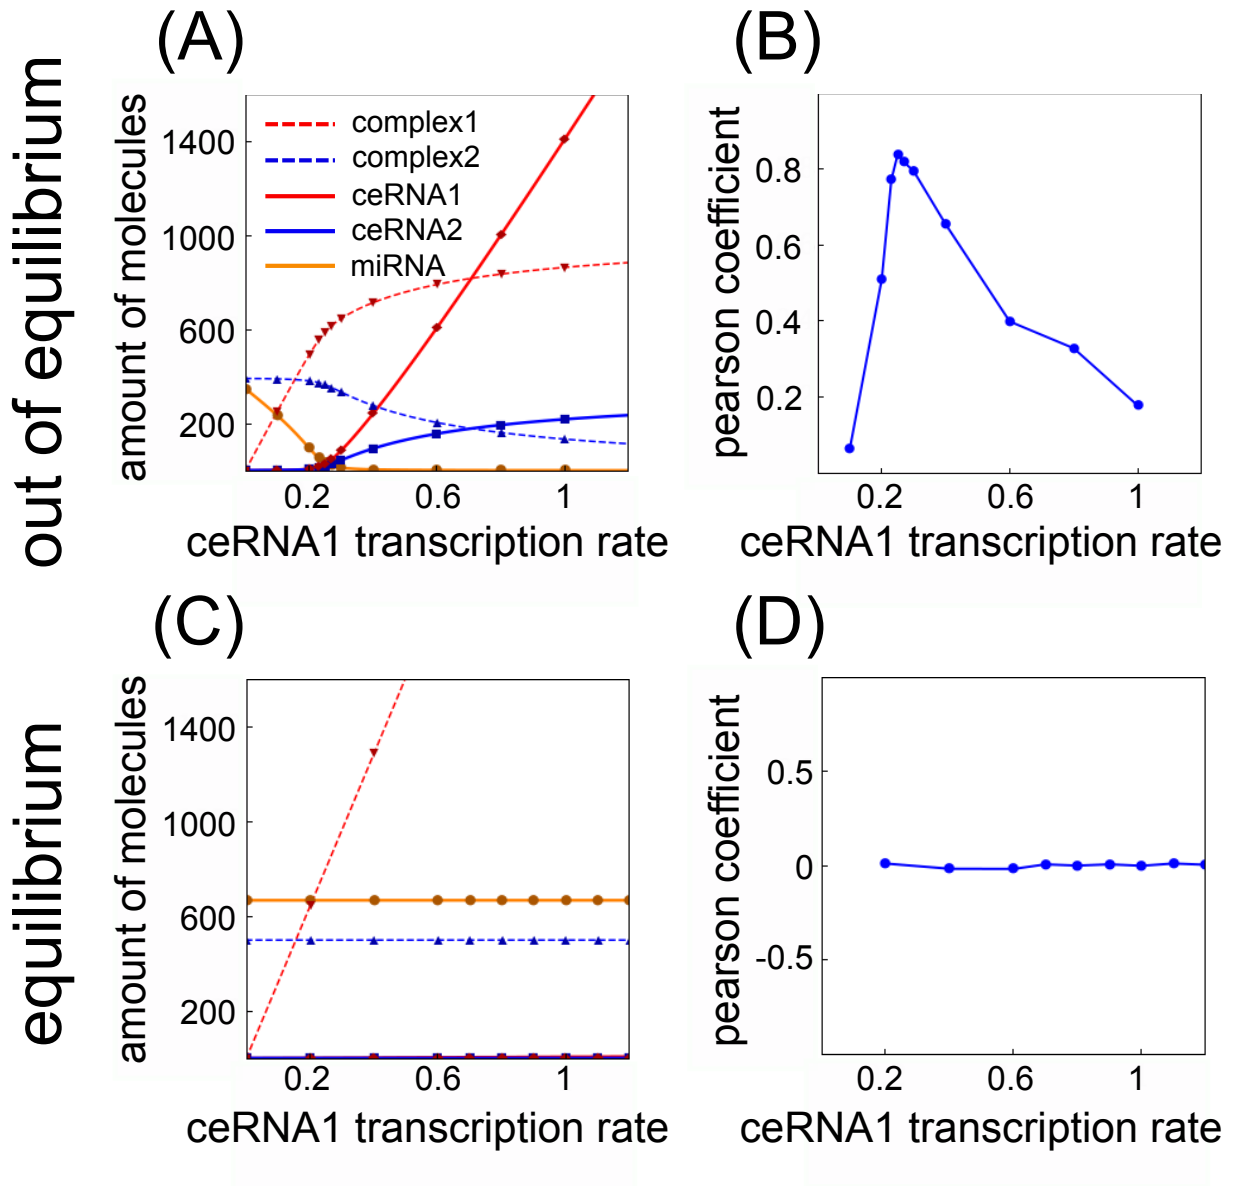 out of equilibrium
(A)
amount of molecules
1400
1000
600
200
complex1
complex2
ceRNA1
ceRNA2
miRNA
0.2
0.6
1
ceRNA1 transcription rate
(B)
pearson coefficient
0.8
0.6
0.4
0.2
0.2
0.6
1
ceRNA1 transcription rate
equilibrium
(C)
amount of molecules
1400
1000
600
200
0.2
0.6
1
ceRNA1 transcription rate
(D)
pearson coefficient
0.5
0
-0.5
0.2
0.6
1
ceRNA1 transcription rate